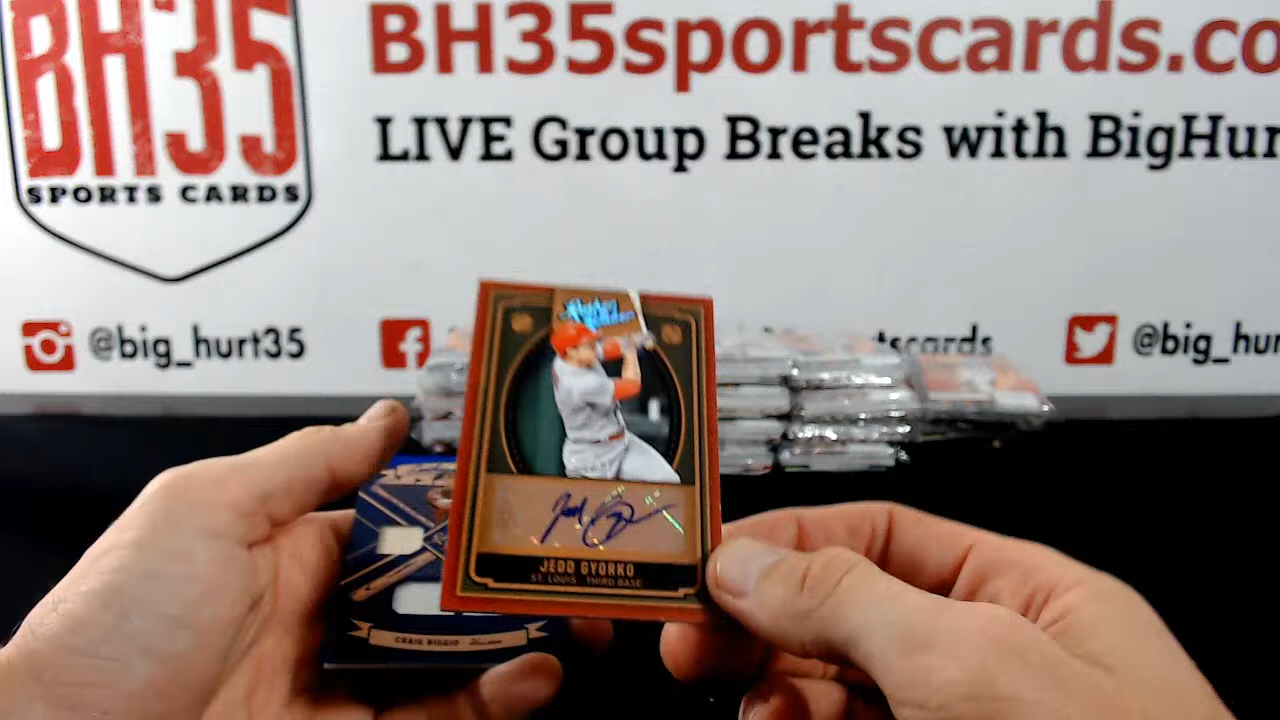 BH35
SPORTS CARDS
BH35sportscards.co
LIVE Group Breaks with BigHur
@big_hurt35
tscards
@big_hur
JEDD GYORKO
ST. LOUIS THIRD BASE
CRAIG BIGGIO